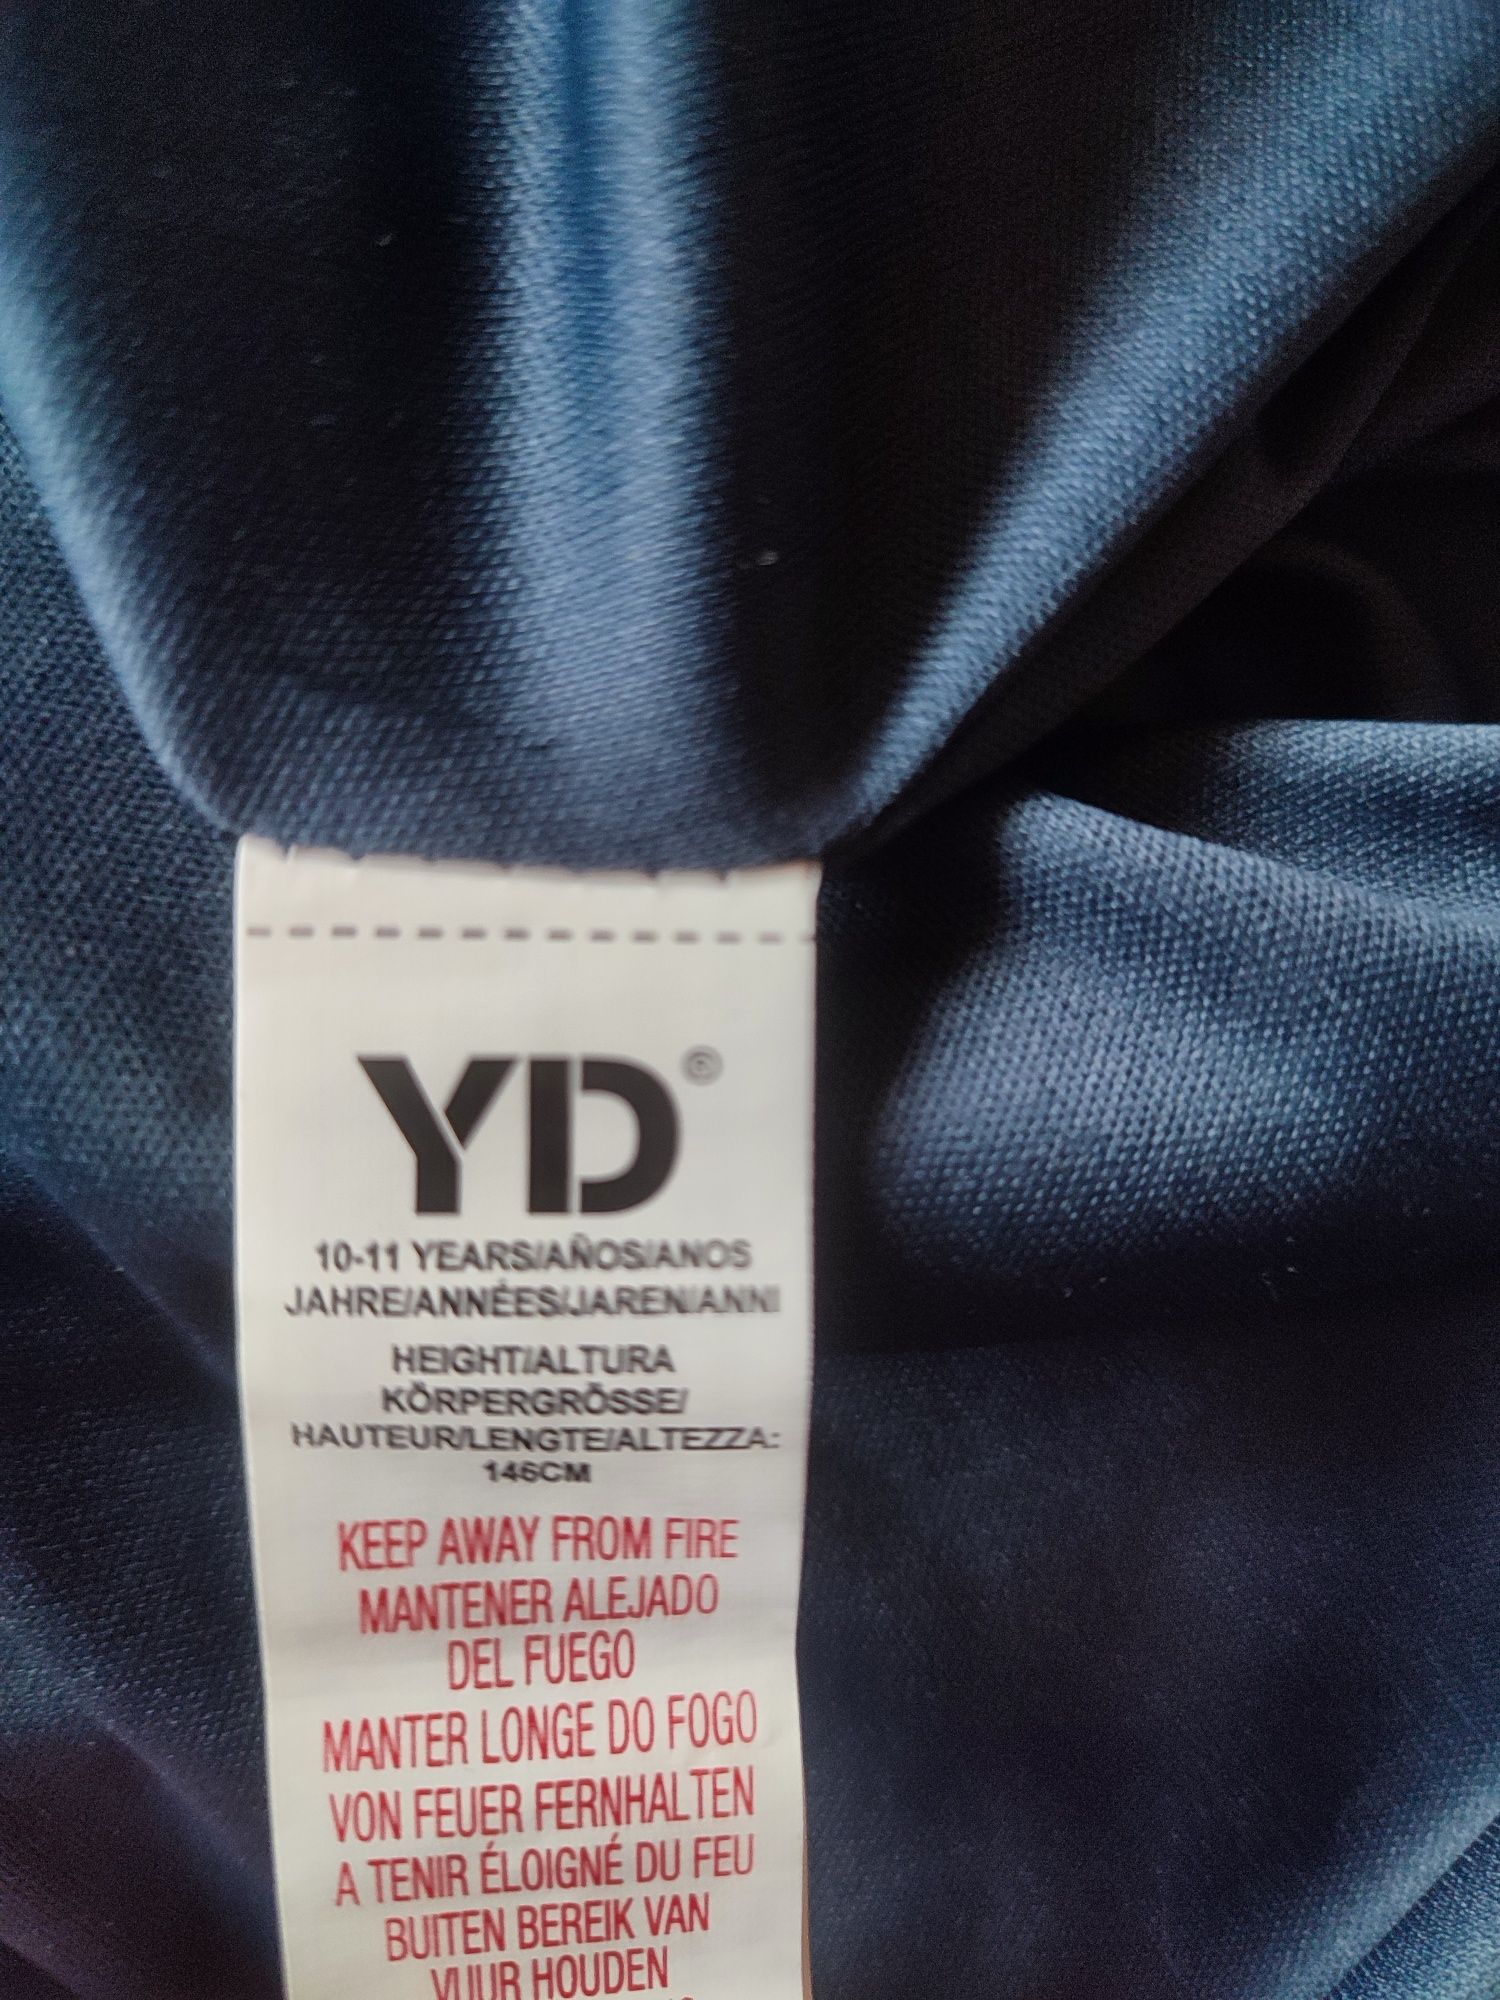 YD®
10-11 YEARS/AÑOS/ANOS
JAHRE/ANNÉES/JAREN/ANNI
HEIGHT/ALTURA
KÖRPERGRÖSSE/
HAUTEUR/LENGTE/ALTEZZA:
146CM
KEEP AWAY FROM FIRE
MANTENER ALEJADO
DEL FUEGO
MANTER LONGE DO FOGO
VON FEUER FERNHALTEN
A TENIR ÉLOIGNÉ DU FEU
BUITEN BEREIK VAN
VUUR HOUDEN